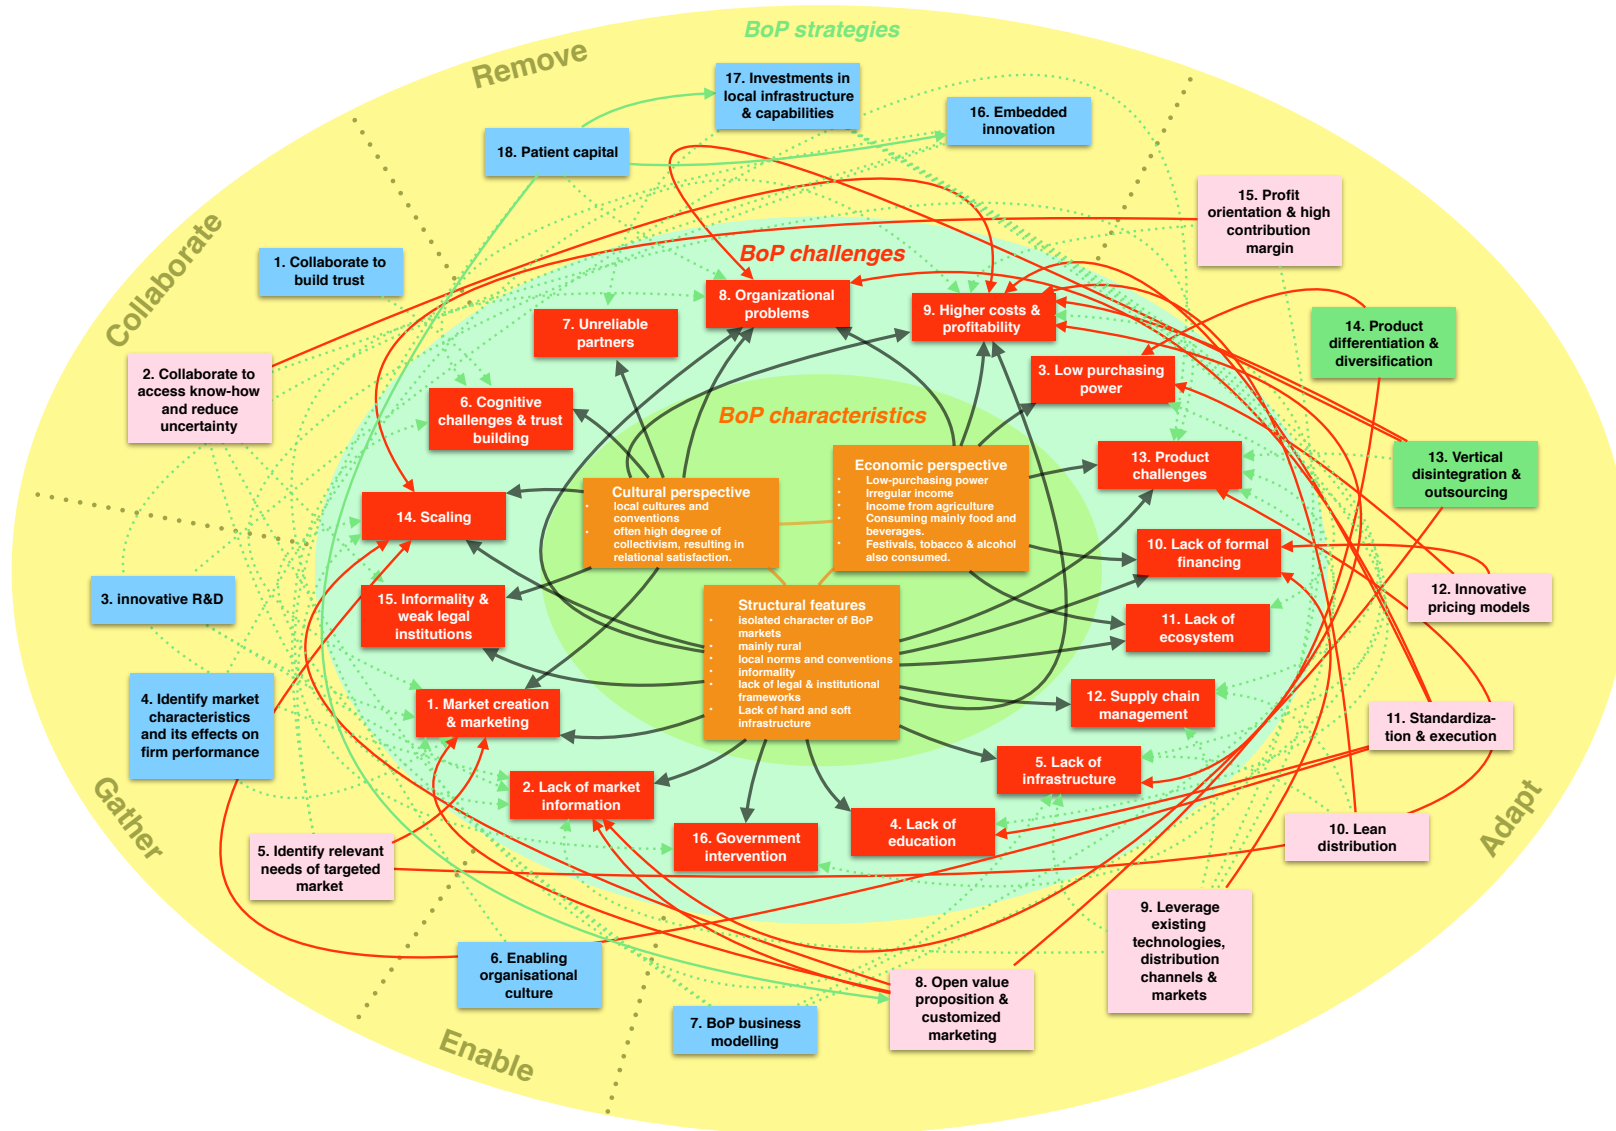 BoP strategies
Remove
Collaborate
Gather
Enable
Adapt
17. Investments in
local infrastructure
& capabilities
16. Embedded
innovation
18. Patient capital
15. Profit
orientation & high
contribution
margin
1. Collaborate to
build trust
2. Collaborate to
access know-how
and reduce
uncertainty
14. Product
differentiation &
diversification
13. Vertical
disintegration &
outsourcing
3. innovative R&D
12. Innovative
pricing models
4. Identify market
characteristics
and its effects on
firm performance
11. Standardiza-
tion & execution
5. Identify relevant
needs of targeted
market
10. Lean
distribution
6. Enabling
organisational
culture
9. Leverage
existing
technologies,
distribution
channels &
markets
7. BoP business
modelling
8. Open value
proposition &
customized
marketing
BoP challenges
8. Organizational
problems
9. Higher costs &
profitability
7. Unreliable
partners
3. Low purchasing
power
6. Cognitive
challenges & trust
building
13. Product
challenges
14. Scaling
10. Lack of formal
financing
15. Informality &
weak legal
institutions
11. Lack of
ecosystem
1. Market creation
& marketing
12. Supply chain
management
2. Lack of market
information
5. Lack of
infrastructure
16. Government
intervention
4. Lack of
education
BoP characteristics
Cultural perspective
• local cultures and
conventions
• often high degree of
collectivism, resulting in
relational satisfaction.
Economic perspective
• Low-purchasing power
• Irregular income
• Income from agriculture
• Consuming mainly food and
beverages.
• Festivals, tobacco & alcohol
also consumed.
Structural features
• isolated character of BoP
markets
• mainly rural
• local norms and conventions
• informality
• lack of legal & institutional
frameworks
• Lack of hard and soft
infrastructure